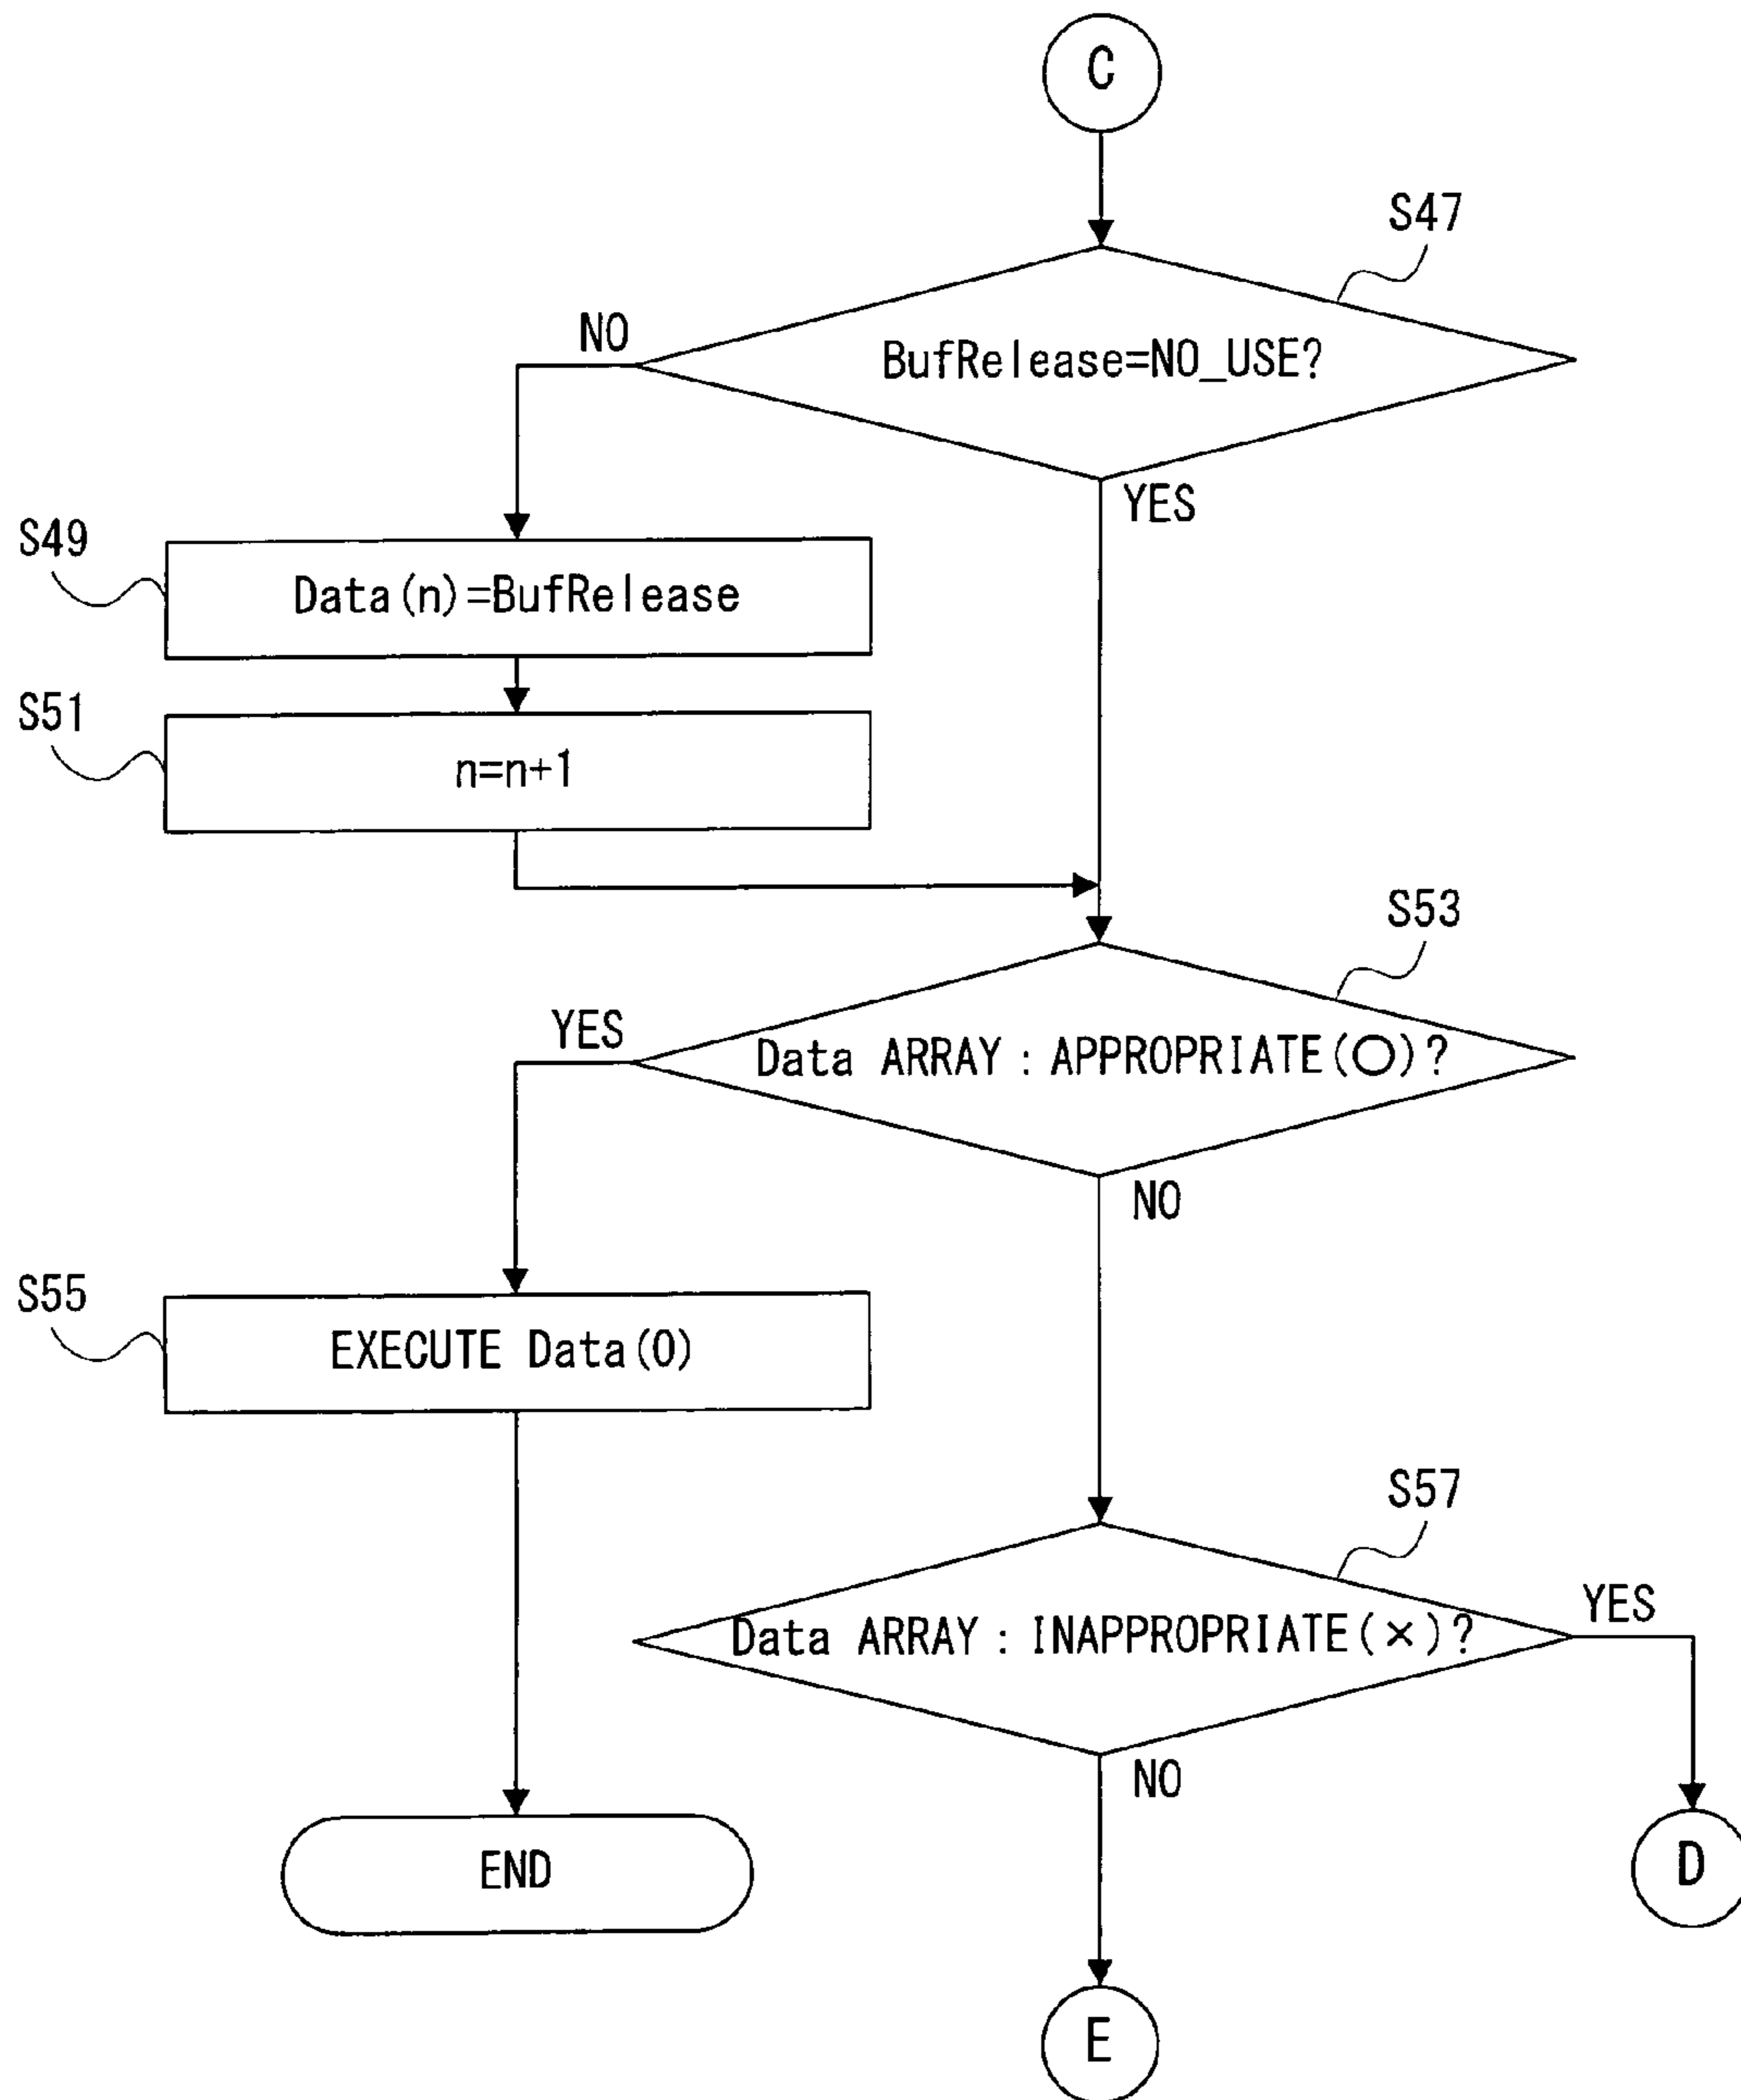 C
S47
NO
BufRelease=NO_USE?
YES
S49
Data(n)=BufRelease
S51
n=n+1
S53
YES
Data ARRAY : APPROPRIATE(○)?
NO
S55
EXECUTE Data(0)
S57
YES
Data ARRAY : INAPPROPRIATE(×)?
NO
END
D
E